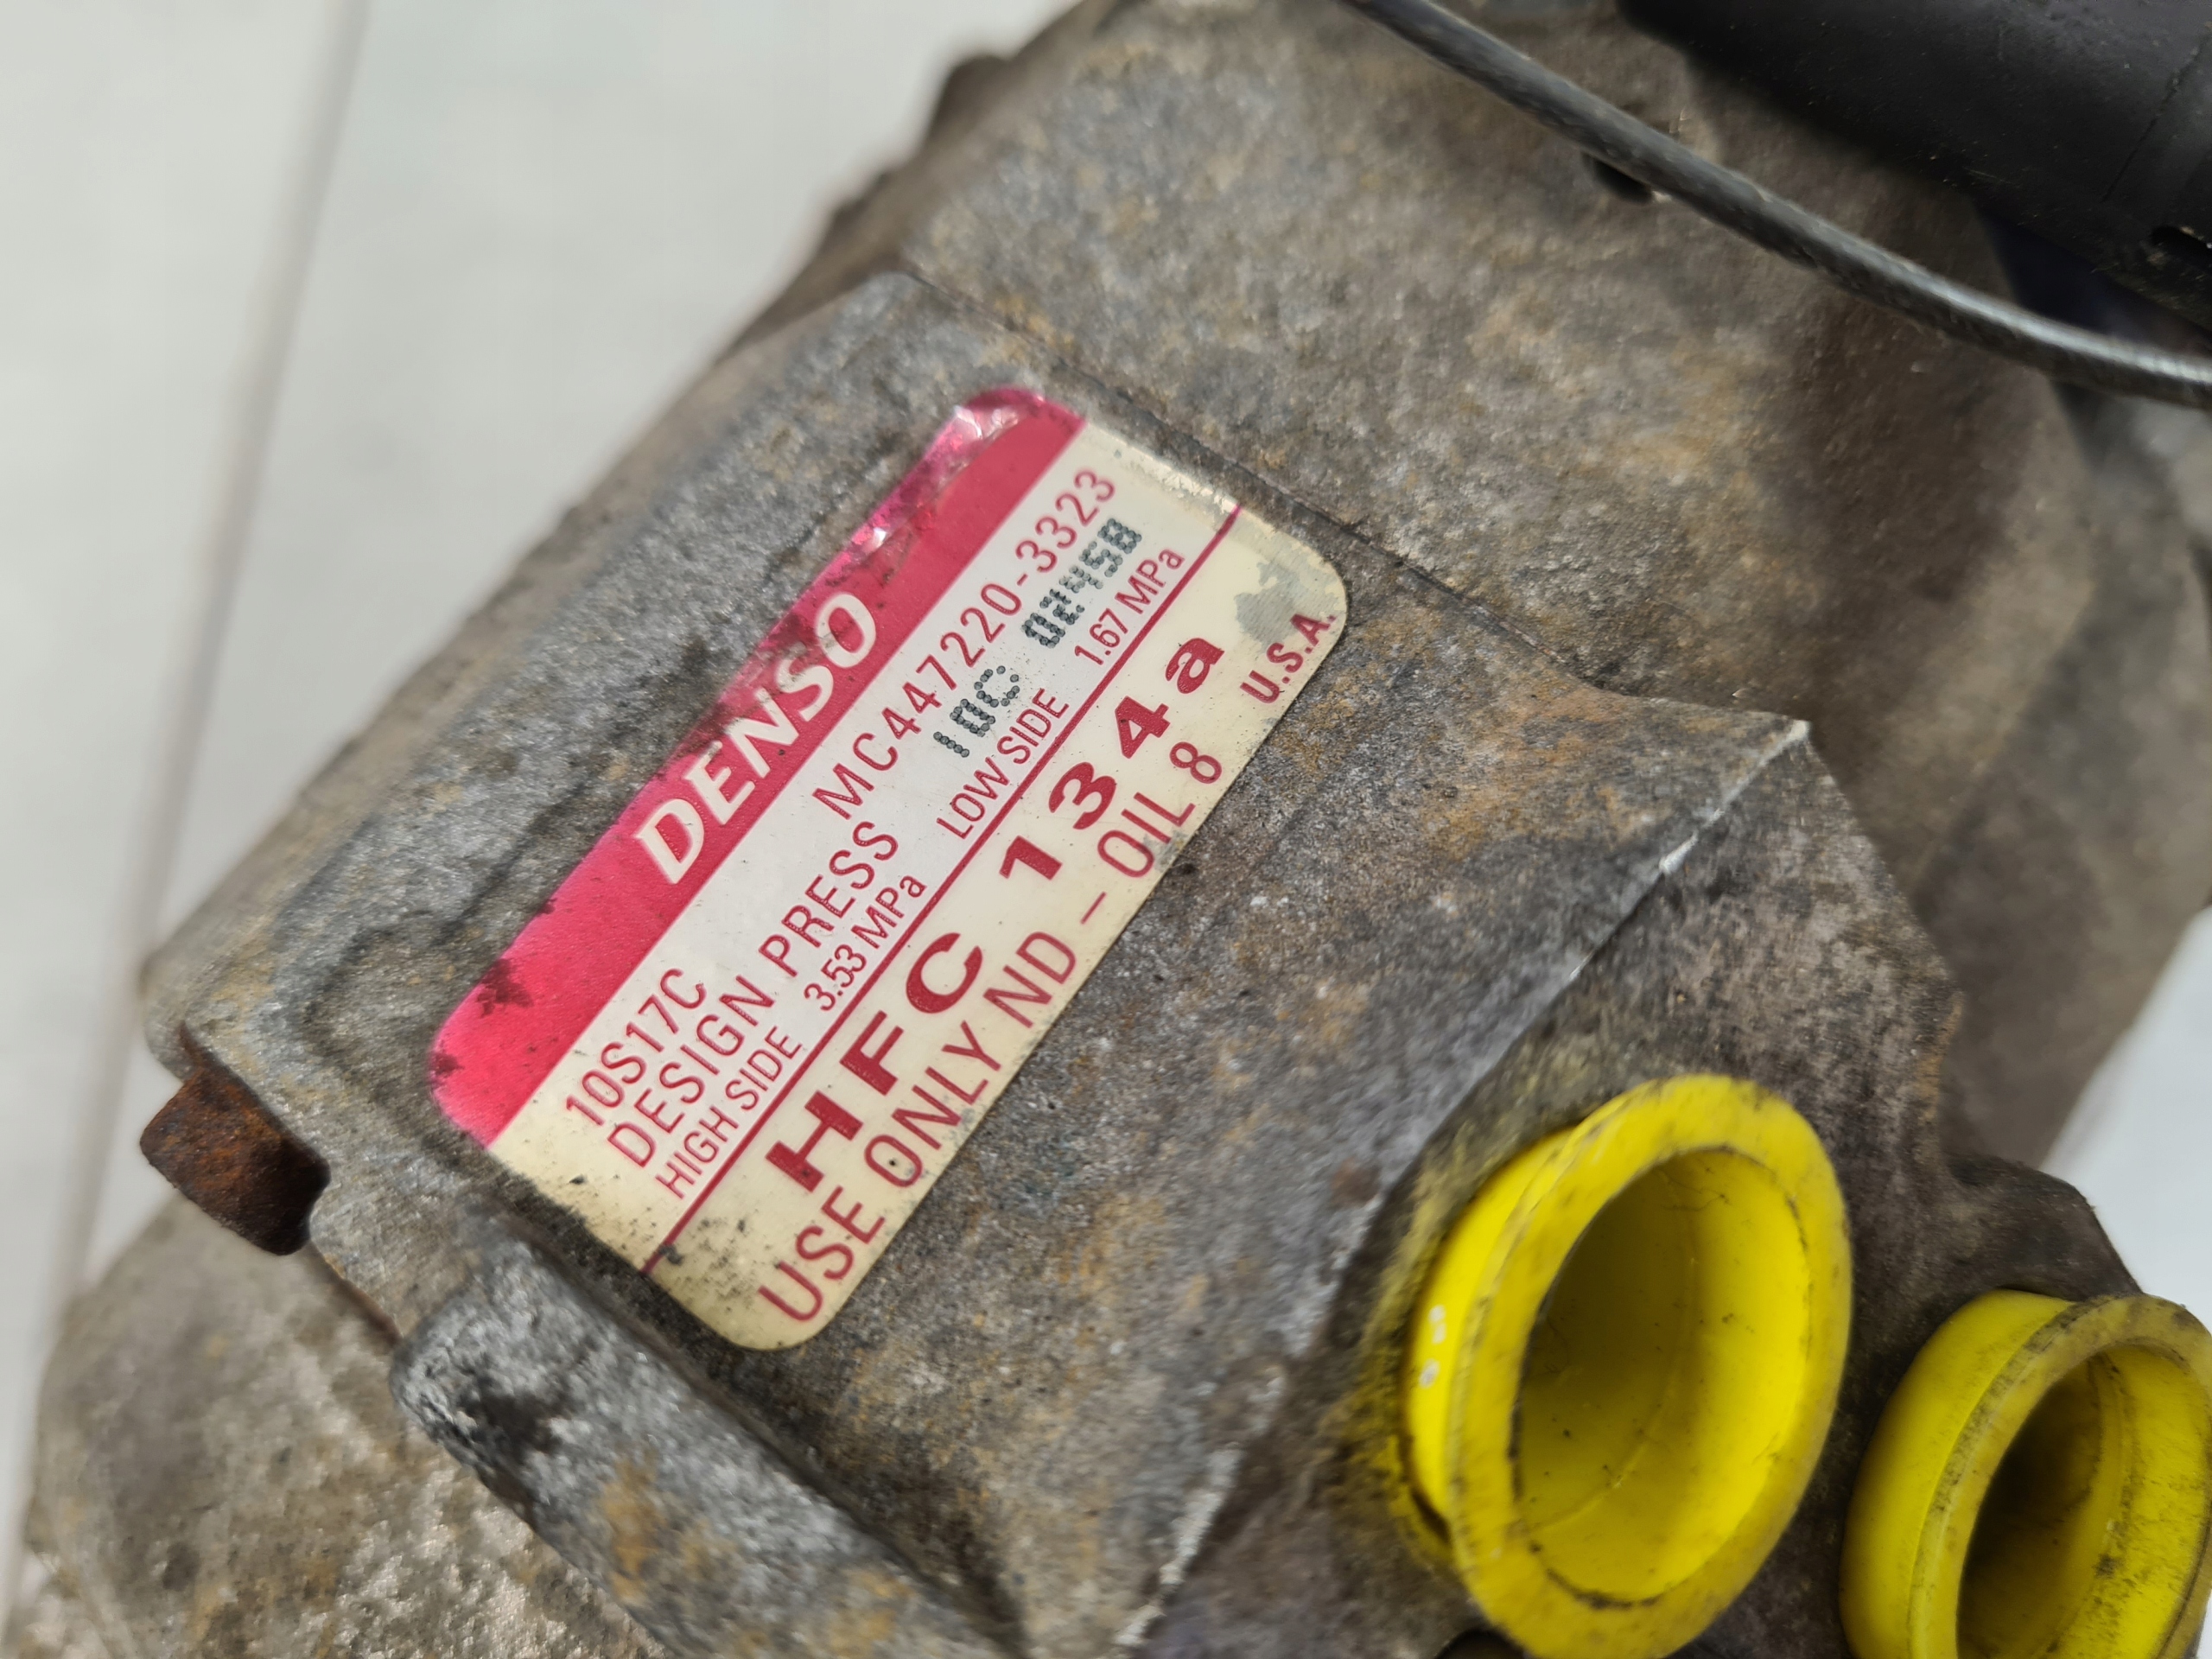 DENSO
10S17C MC447220-3323
DESIGN PRESS 10C 02458
HIGH SIDE 3.53 MPa LOW SIDE 1.67 MPa
HFC 134a
USE ONLY ND-OIL 8 U.S.A.